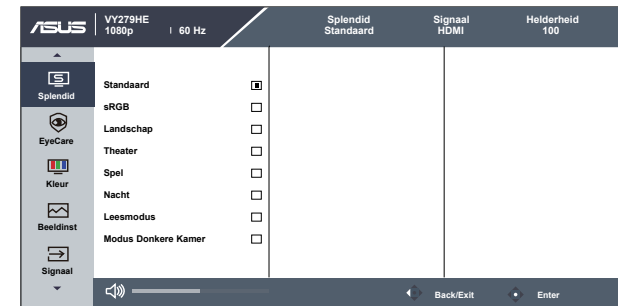 ASUS
VY279HE
1080p | 60 Hz
Splendid
Standaard
Signaal
HDMI
Helderheid
100
Splendid
EyeCare
Kleur
Beeldinst
Signaal
Standaard
sRGB
Landschap
Theater
Spel
Nacht
Leesmodus
Modus Donkere Kamer
Back/Exit
Enter